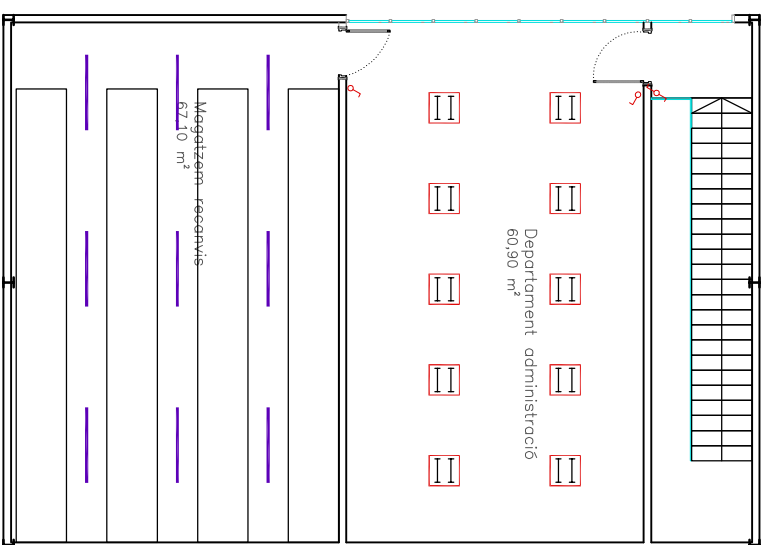 Magatzem recanvis
67,10 m²
Departament administració
60,90 m²